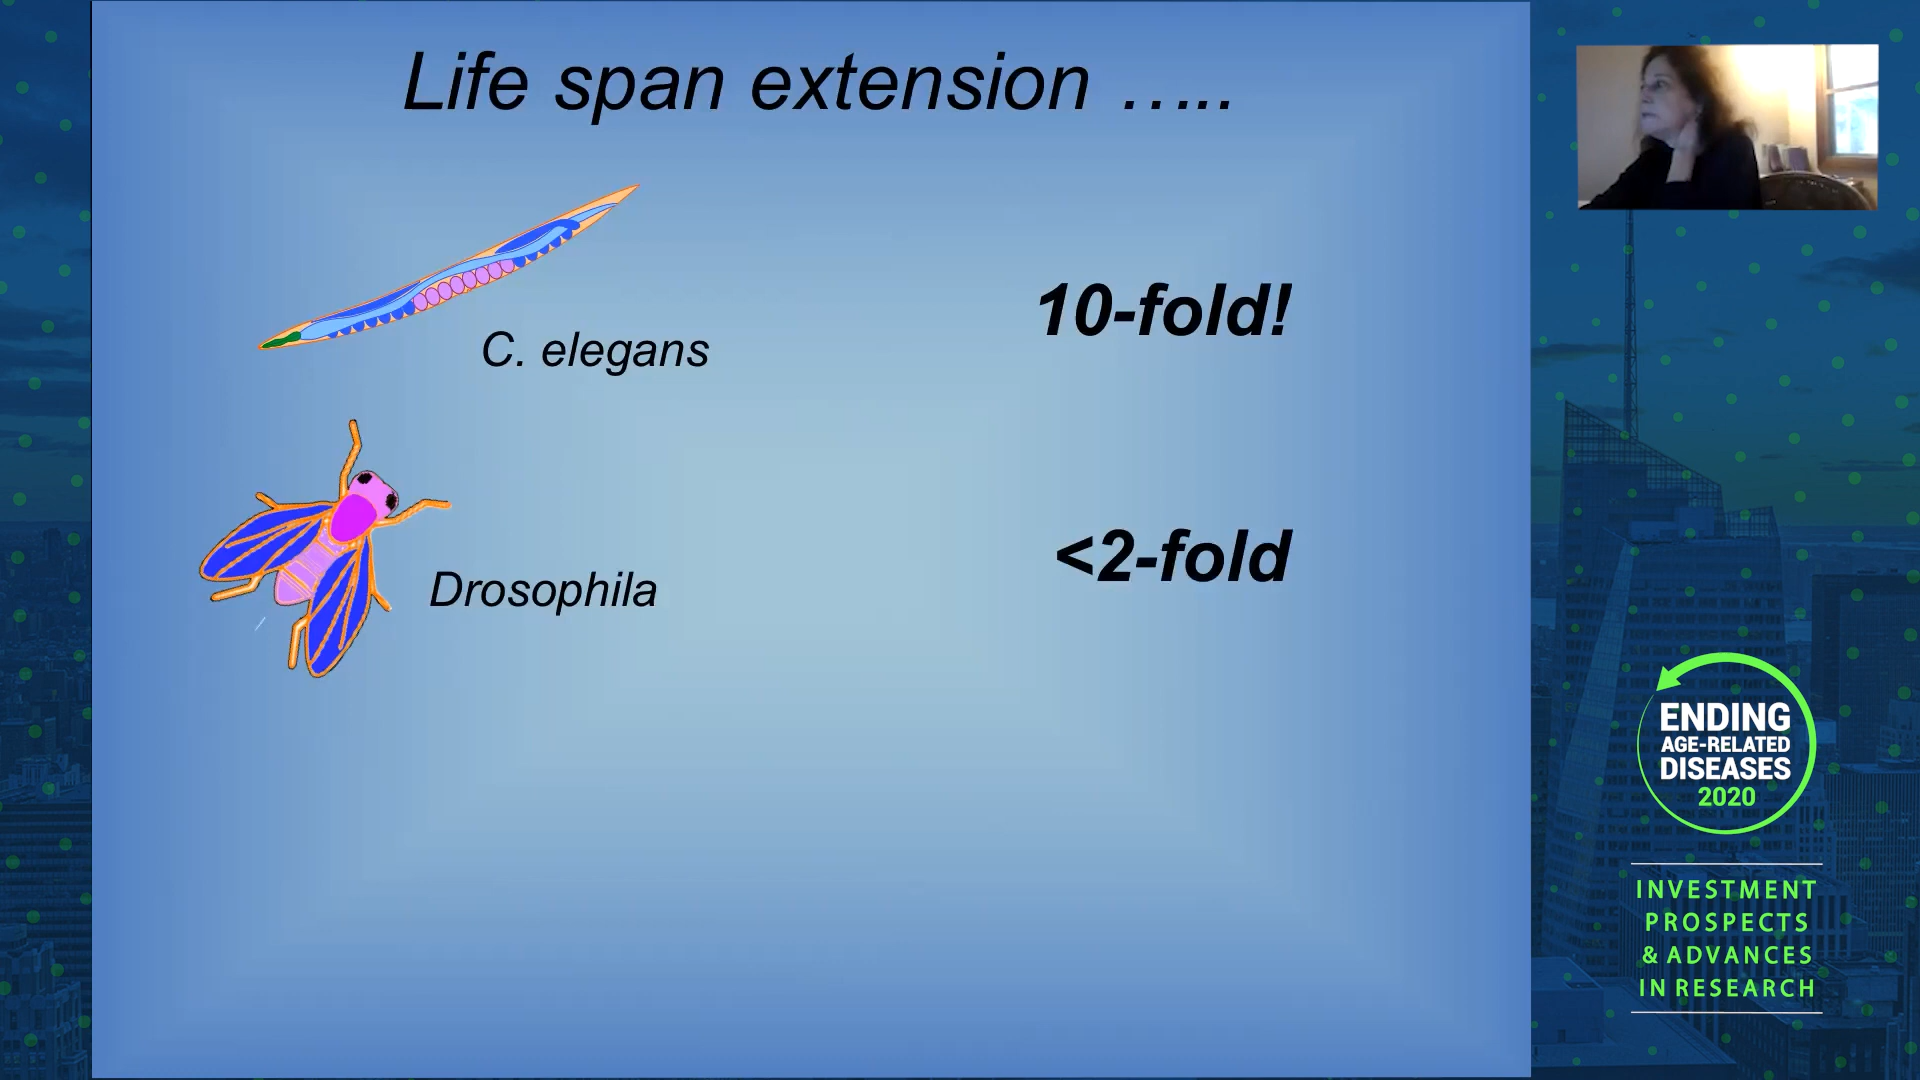 Life span extension …..
C. elegans
10-fold!
Drosophila
<2-fold
ENDING
AGE-RELATED
DISEASES
2020
INVESTMENT
PROSPECTS
& ADVANCES
IN RESEARCH